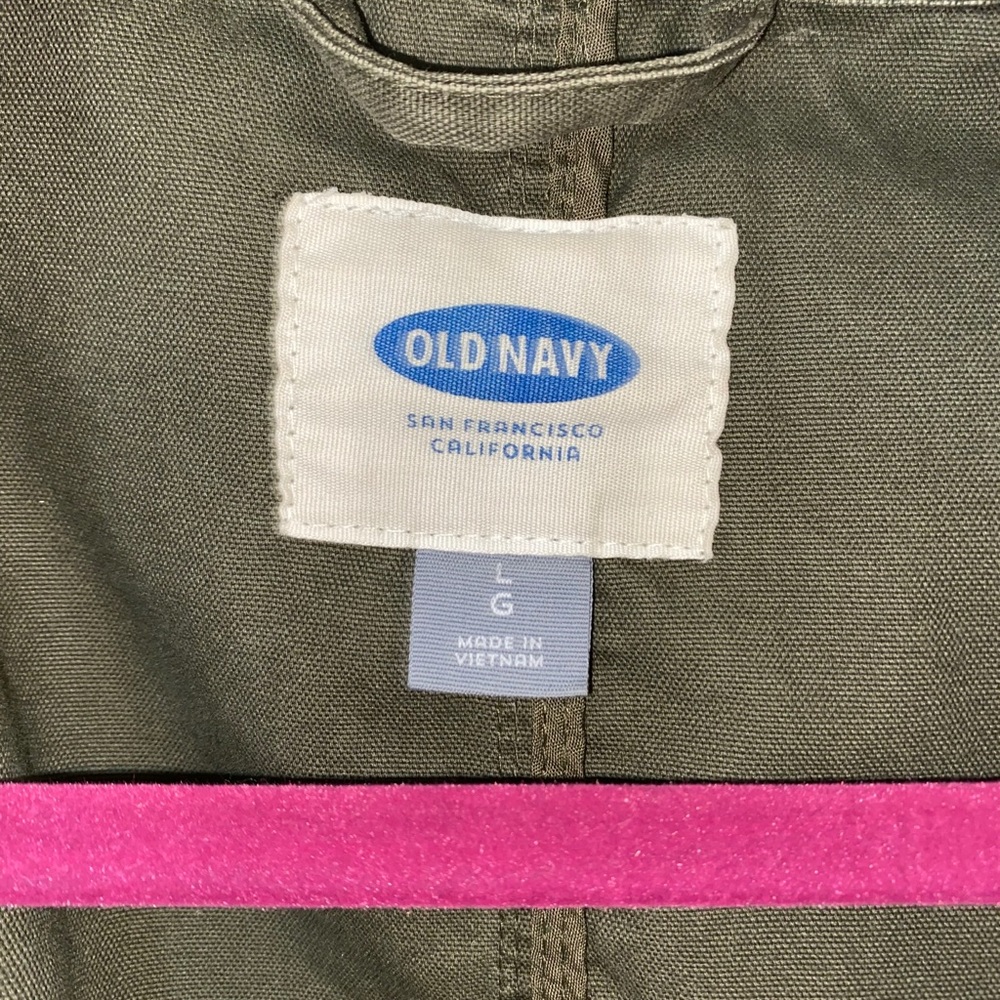 OLD NAVY
SAN FRANCISCO
CALIFORNIA
L
G
MADE IN
VIETNAM